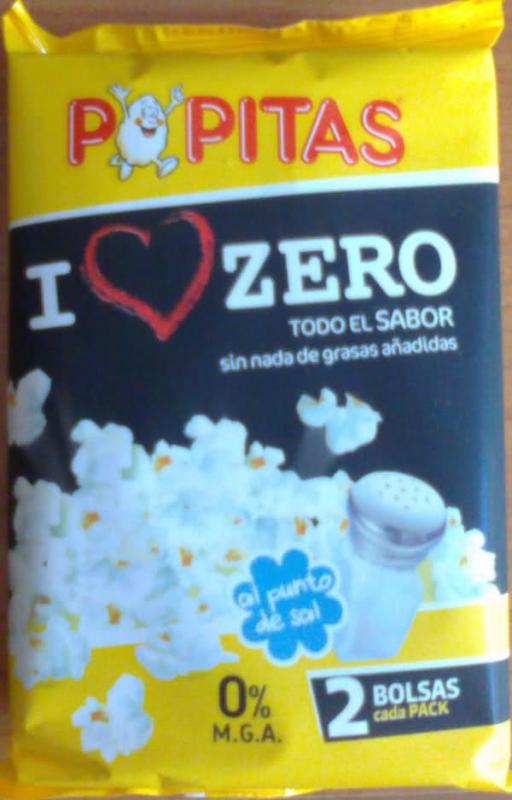 POPITAS
I ZERO
TODO EL SABOR
sin nada de grasas añadidas
al punto
de sal
0%
M.G.A.
2 BOLSAS
cada PACK